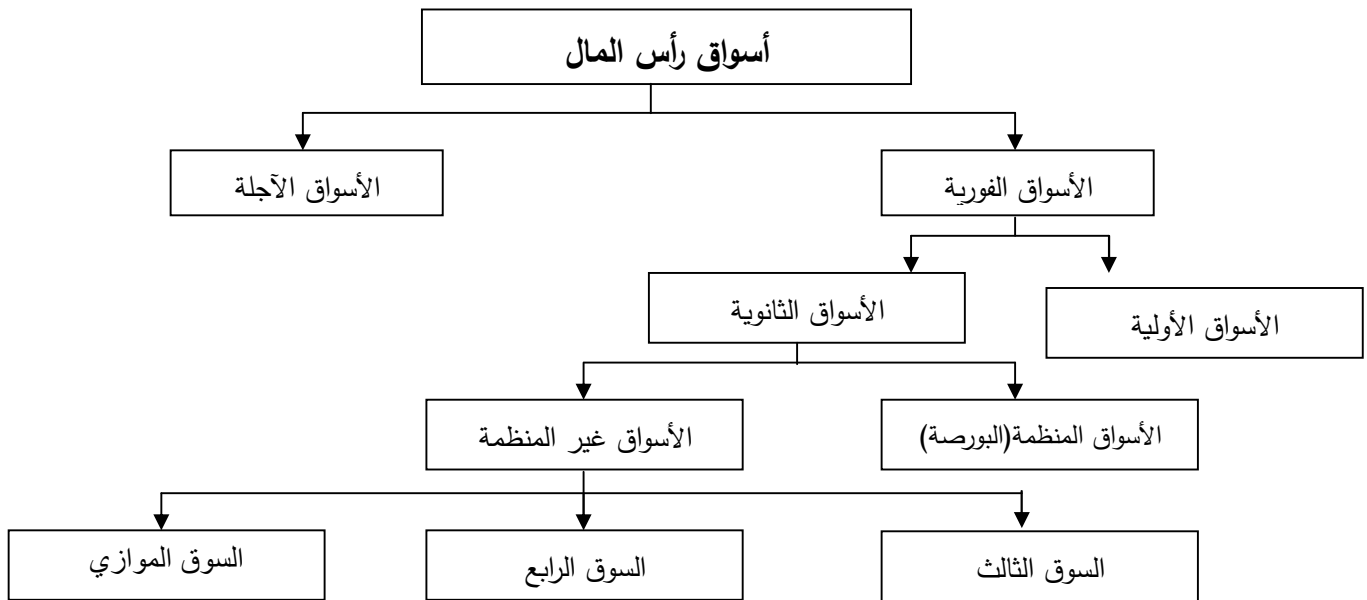 أسواق رأس المال
الأسواق الفورية
الأسواق الآجلة
الأسواق الأولية
الأسواق الثانوية
الأسواق المنظمة(البورصة)
الأسواق غير المنظمة
السوق الثالث
السوق الرابع
السوق الموازي